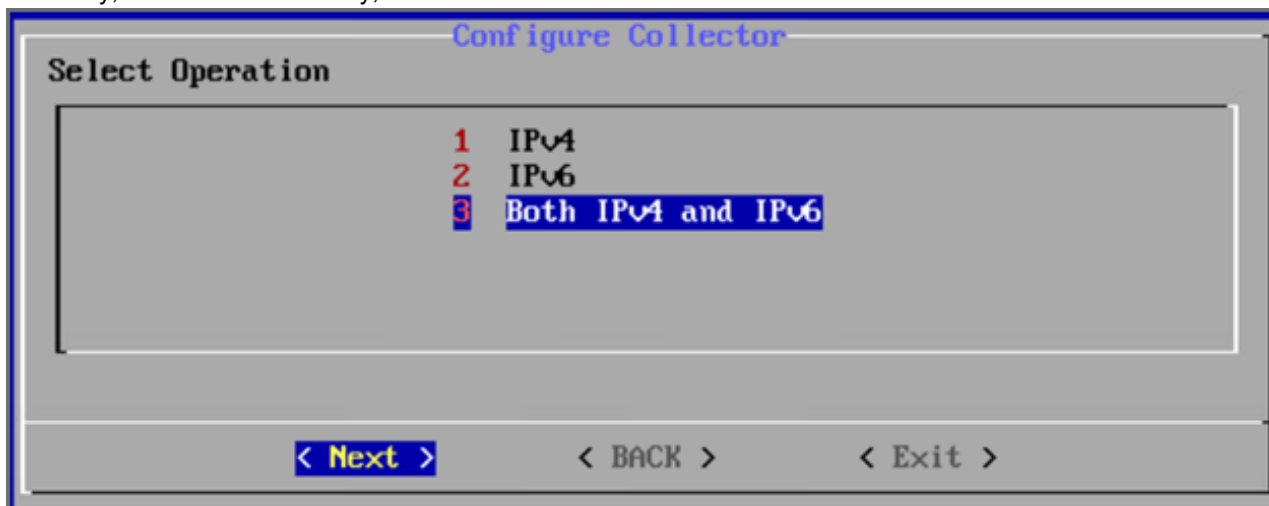 Configure Collector
Select Operation
1 IPv4
2 IPv6
3 Both IPv4 and IPv6
< Next > < BACK > < Exit >